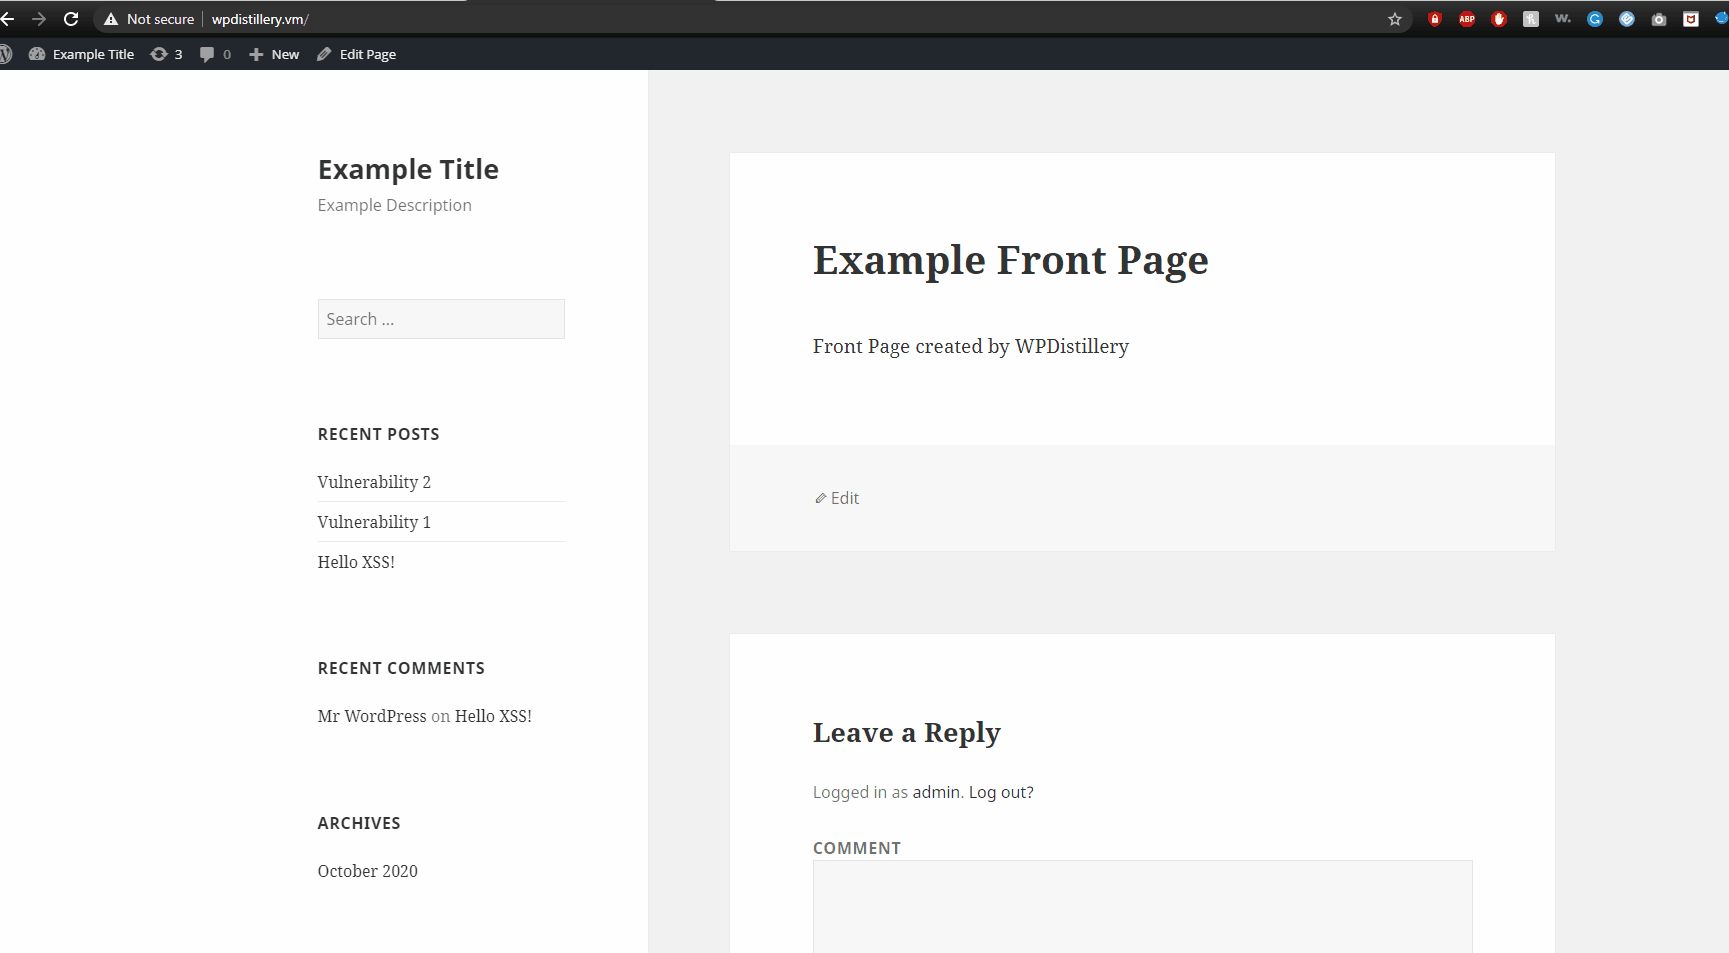 Not secure wpdistillery.vm/
ABP
Example Title 3 0 New Edit Page
Example Title
Example Description
Search ...
RECENT POSTS
Vulnerability 2
Vulnerability 1
Hello XSS!
RECENT COMMENTS
Mr WordPress on Hello XSS!
ARCHIVES
October 2020
Example Front Page
Front Page created by WPDistillery
Edit
Leave a Reply
Logged in as admin. Log out?
COMMENT